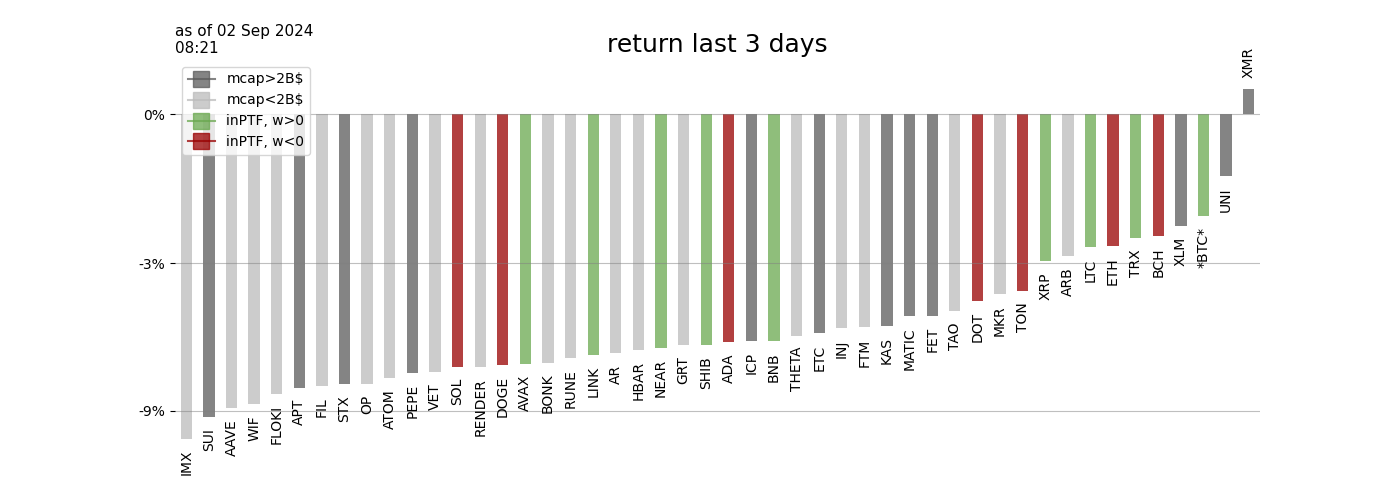 as of 02 Sep 2024
08:21
return last 3 days
mcap>2B$
mcap<2B$
inPTF, w>0
inPTF, w<0
0%
-3%
-9%
IMX
SUI
AAVE
WIF
FLOKI
APT
FIL
STX
OP
ATOM
PEPE
VET
SOL
RENDER
DOGE
AVAX
BONK
RUNE
LINK
AR
HBAR
NEAR
GRT
SHIB
ADA
ICP
BNB
THETA
ETC
INJ
FTM
KAS
MATIC
FET
TAO
DOT
MKR
TON
XRP
ARB
LTC
ETH
TRX
BCH
XLM
*BTC*
UNI
XMR